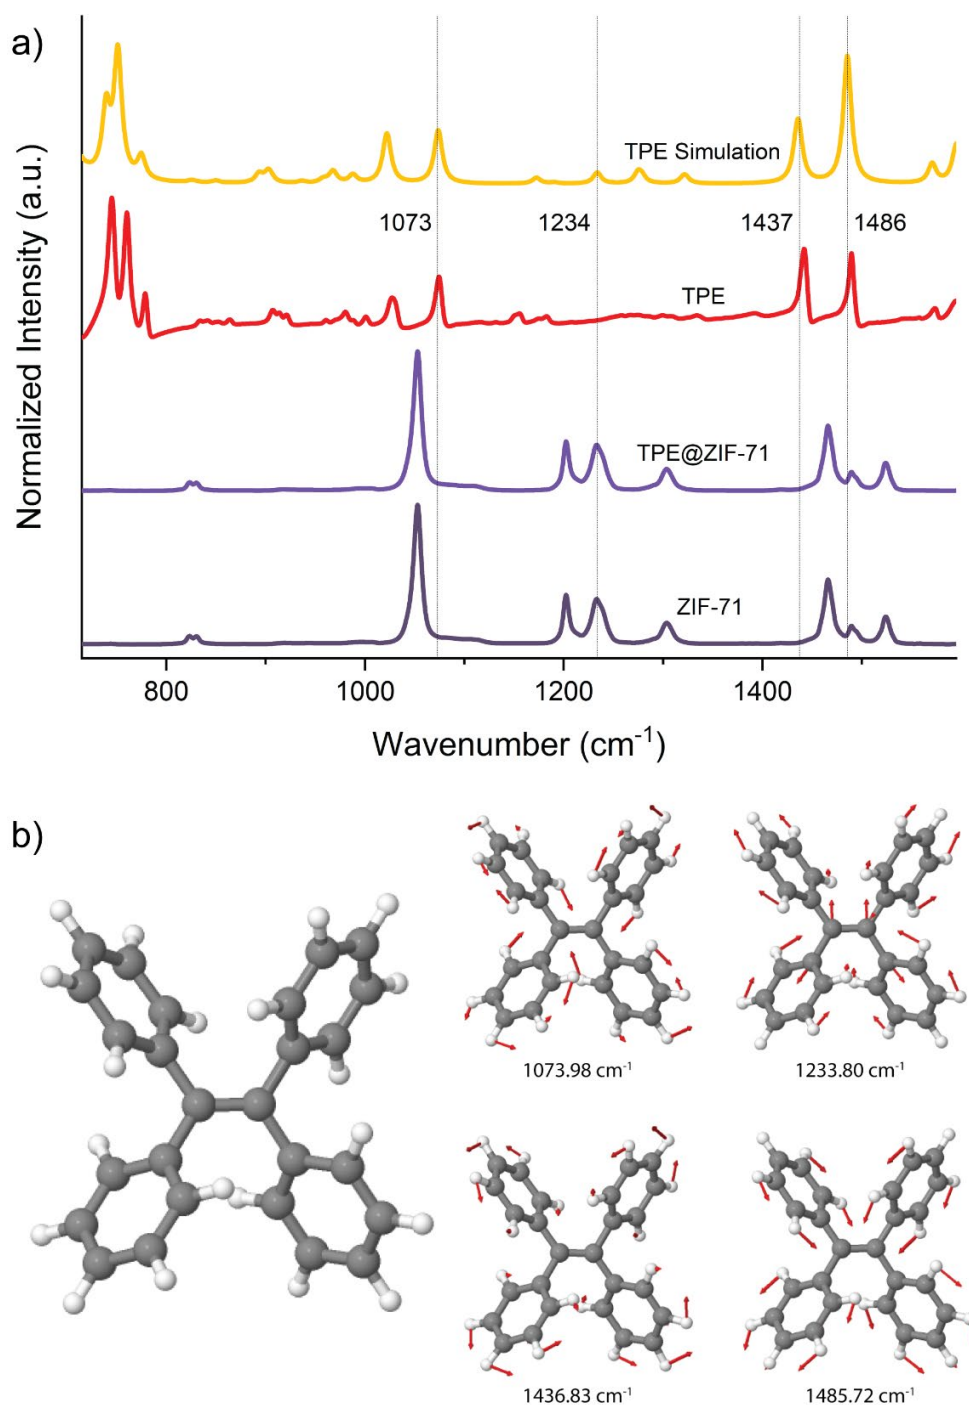 a)
Normalized Intensity (a.u.)
TPE Simulation
1073
1234
1437
1486
TPE
TPE@ZIF-71
ZIF-71
800
1000
1200
1400
Wavenumber (cm⁻¹)
b)
1073.98 cm⁻¹
1233.80 cm⁻¹
1436.83 cm⁻¹
1485.72 cm⁻¹